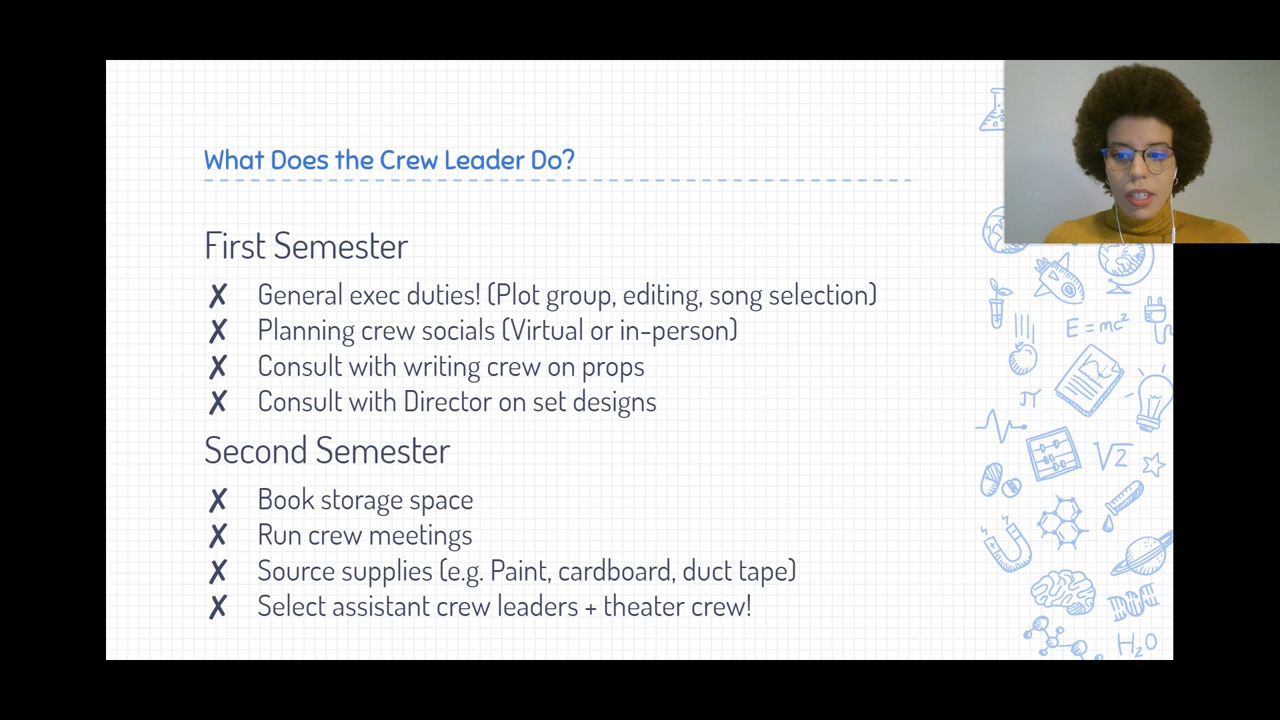 What Does the Crew Leader Do?
First Semester
✗ General exec duties! (Plot group, editing, song selection)
✗ Planning crew socials (Virtual or in-person)
✗ Consult with writing crew on props
✗ Consult with Director on set designs
Second Semester
✗ Book storage space
✗ Run crew meetings
✗ Source supplies (e.g. Paint, cardboard, duct tape)
✗ Select assistant crew leaders + theater crew!
E = mc²
π
√2
H₂O